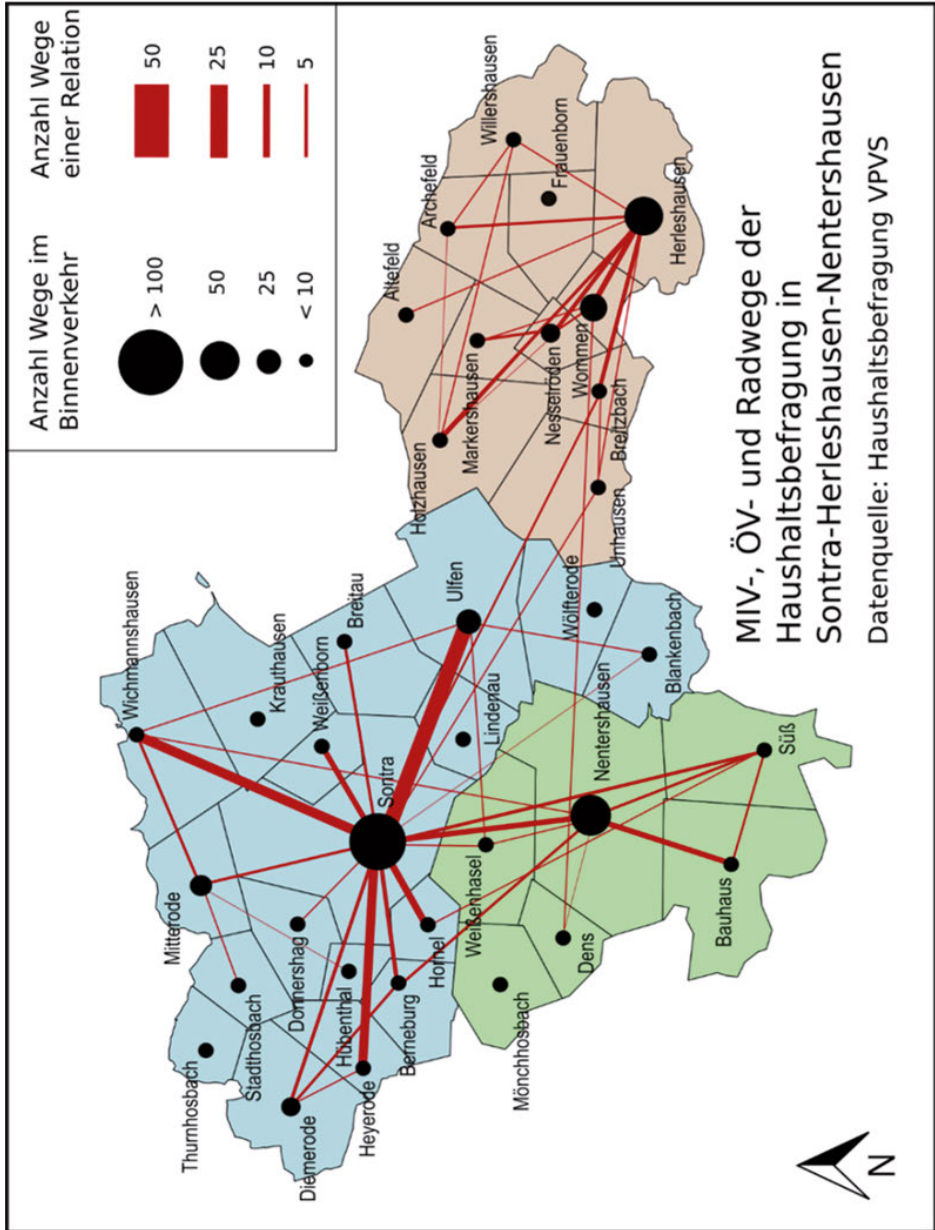 Anzahl Wege im
Binnenverkehr
> 100
50
25
< 10
Anzahl Wege
einer Relation
50
25
10
5
Thurnhosbach
Stadthosbach
Mitterode
Wichmannshausen
Krauthausen
Weißenborn
Breitau
Diemerode
Heyerode
Hübenthal
Donnershag
Berneburg
Hornel
Sontra
Lindenau
Ulfen
Wölfterode
Blankenbach
Mönchhosbach
Dens
Weißenhasel
Nentershausen
Bauhaus
Süß
Holzhausen
Markershausen
Altefeld
Archefeld
Willershausen
Frauenborn
Nesselröden
Wommen
Breitzbach
Unhausen
Herleshausen
N
MIV-, ÖV- und Radwege der
Haushaltsbefragung in
Sontra-Herleshausen-Nentershausen
Datenquelle: Haushaltsbefragung VPVS